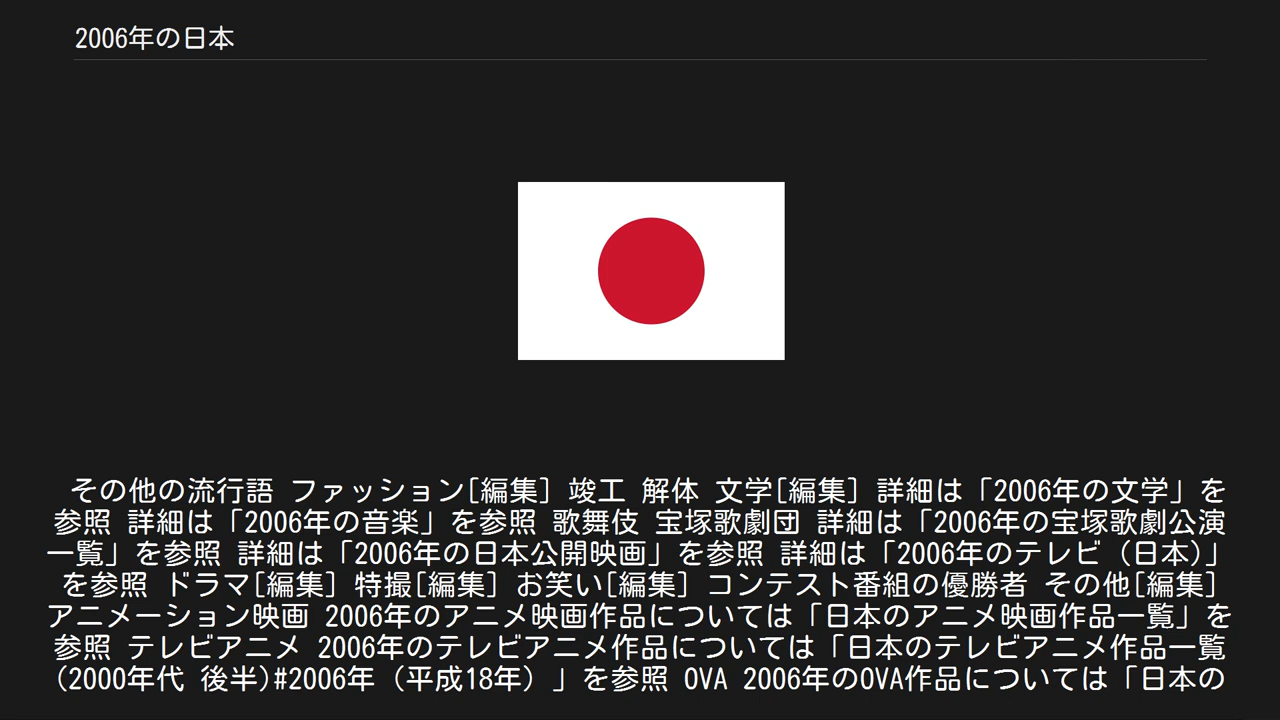 2006年の日本
その他の流行語 ファッション[編集] 竣工 解体 文学[編集] 詳細は「2006年の文学」を
参照 詳細は「2006年の音楽」を参照 歌舞伎 宝塚歌劇団 詳細は「2006年の宝塚歌劇公演
一覧」を参照 詳細は「2006年の日本公開映画」を参照 詳細は「2006年のテレビ (日本)」
を参照 ドラマ[編集] 特撮[編集] お笑い[編集] コンテスト番組の優勝者 その他[編集]
アニメーション映画 2006年のアニメ映画作品については「日本のアニメ映画作品一覧」を
参照 テレビアニメ 2006年のテレビアニメ作品については「日本のテレビアニメ作品一覧
(2000年代 後半)#2006年 (平成18年) 」を参照 OVA 2006年のOVA作品については「日本の